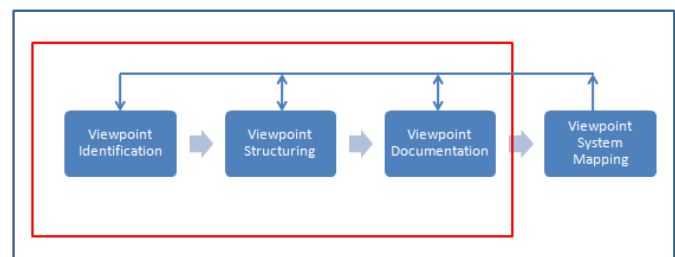 Viewpoint
Identification
Viewpoint
Structuring
Viewpoint
Documentation
Viewpoint
System
Mapping